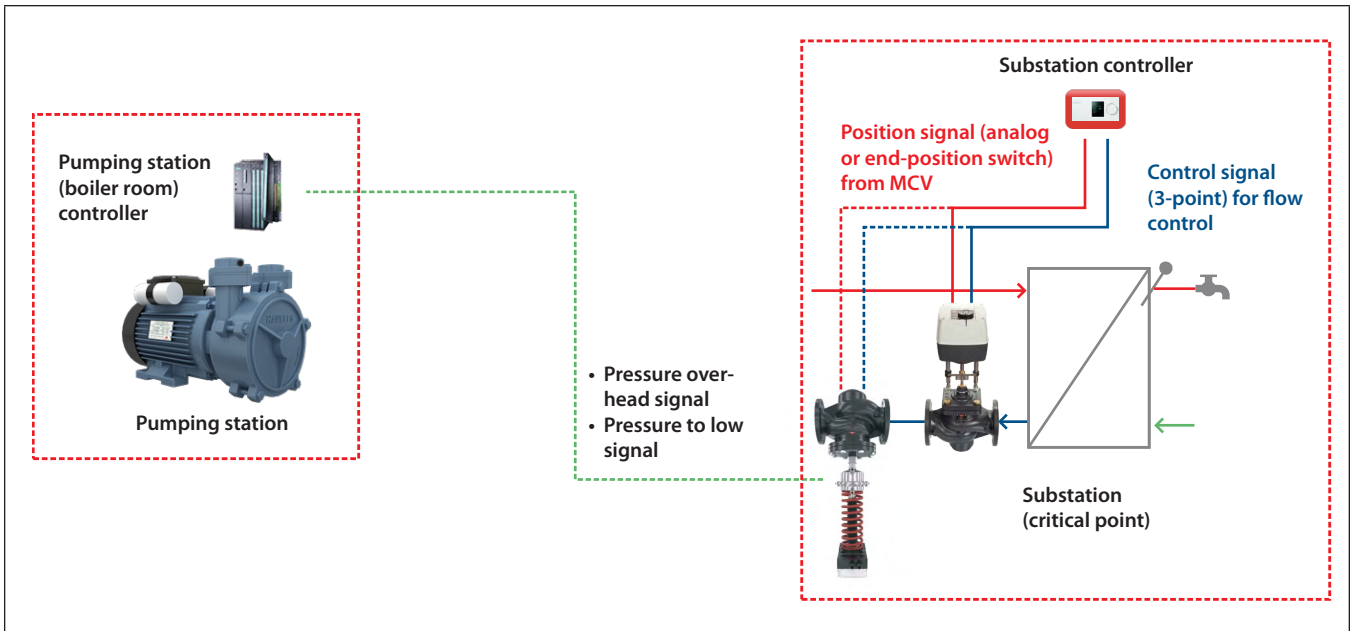 Substation controller
Pumping station
(boiler room)
controller
Position signal (analog
or end-position switch)
from MCV
Control signal
(3-point) for flow
control
• Pressure over-
head signal
• Pressure to low
signal
Pumping station
Substation
(critical point)